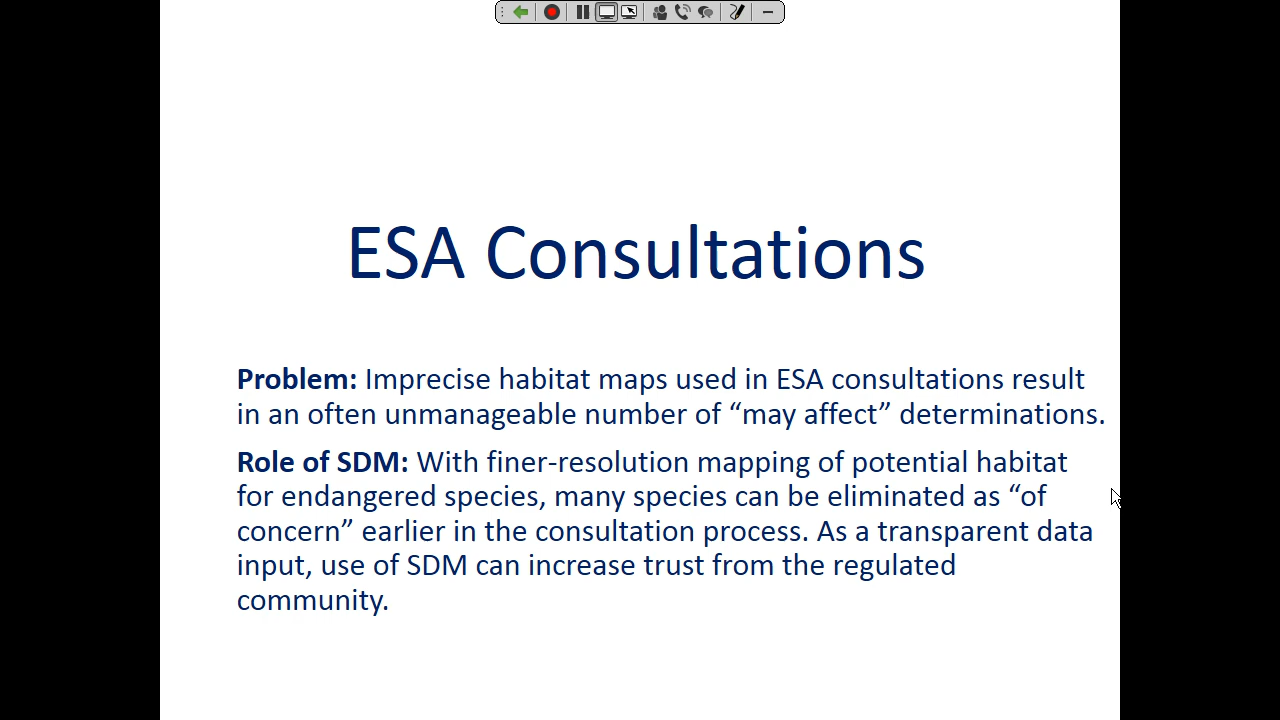 ESA Consultations
Problem: Imprecise habitat maps used in ESA consultations result
in an often unmanageable number of “may affect” determinations.
Role of SDM: With finer-resolution mapping of potential habitat
for endangered species, many species can be eliminated as “of
concern” earlier in the consultation process. As a transparent data
input, use of SDM can increase trust from the regulated
community.